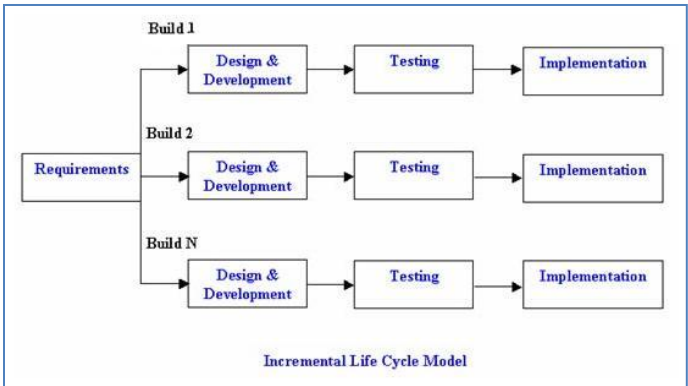 Build 1
Design &
Development
Testing
Implementation
Build 2
Requirements
Design &
Development
Testing
Implementation
Build N
Design &
Development
Testing
Implementation
Incremental Life Cycle Model